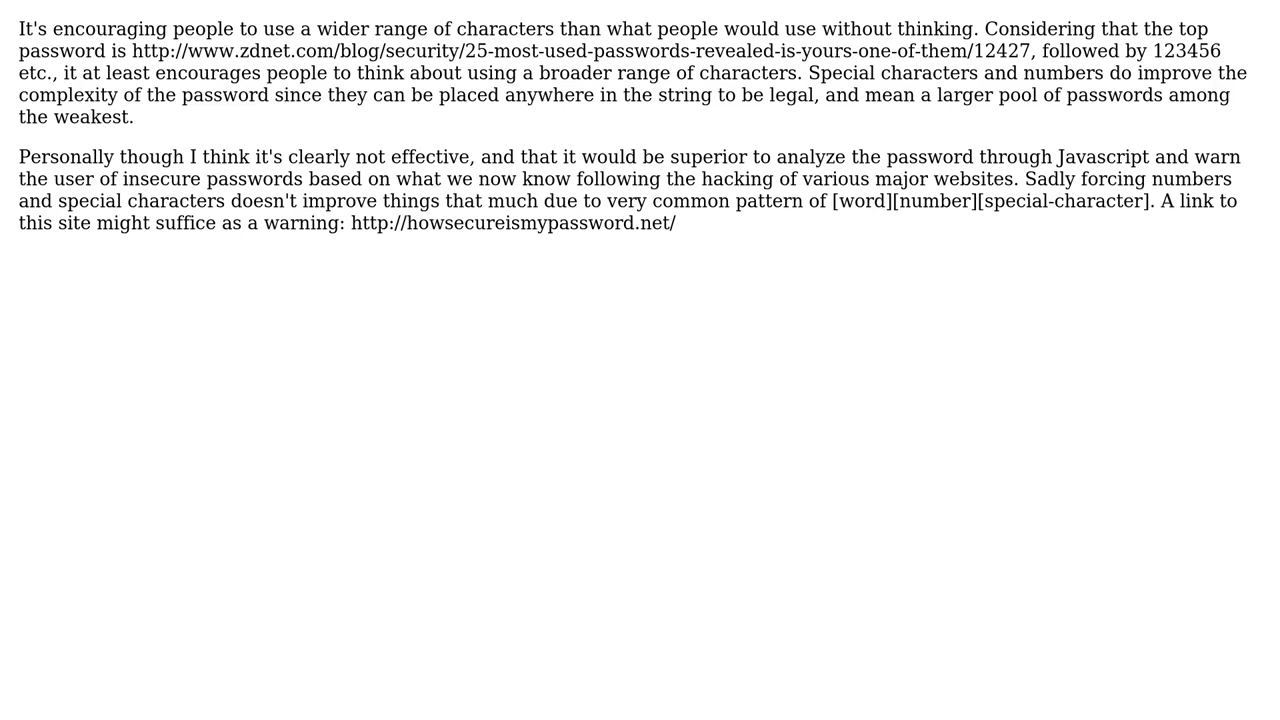 It's encouraging people to use a wider range of characters than what people would use without thinking. Considering that the top
password is http://www.zdnet.com/blog/security/25-most-used-passwords-revealed-is-yours-one-of-them/12427, followed by 123456
etc., it at least encourages people to think about using a broader range of characters. Special characters and numbers do improve the
complexity of the password since they can be placed anywhere in the string to be legal, and mean a larger pool of passwords among
the weakest.
Personally though I think it's clearly not effective, and that it would be superior to analyze the password through Javascript and warn
the user of insecure passwords based on what we now know following the hacking of various major websites. Sadly forcing numbers
and special characters doesn't improve things that much due to very common pattern of [word][number][special-character]. A link to
this site might suffice as a warning: http://howsecureismypassword.net/